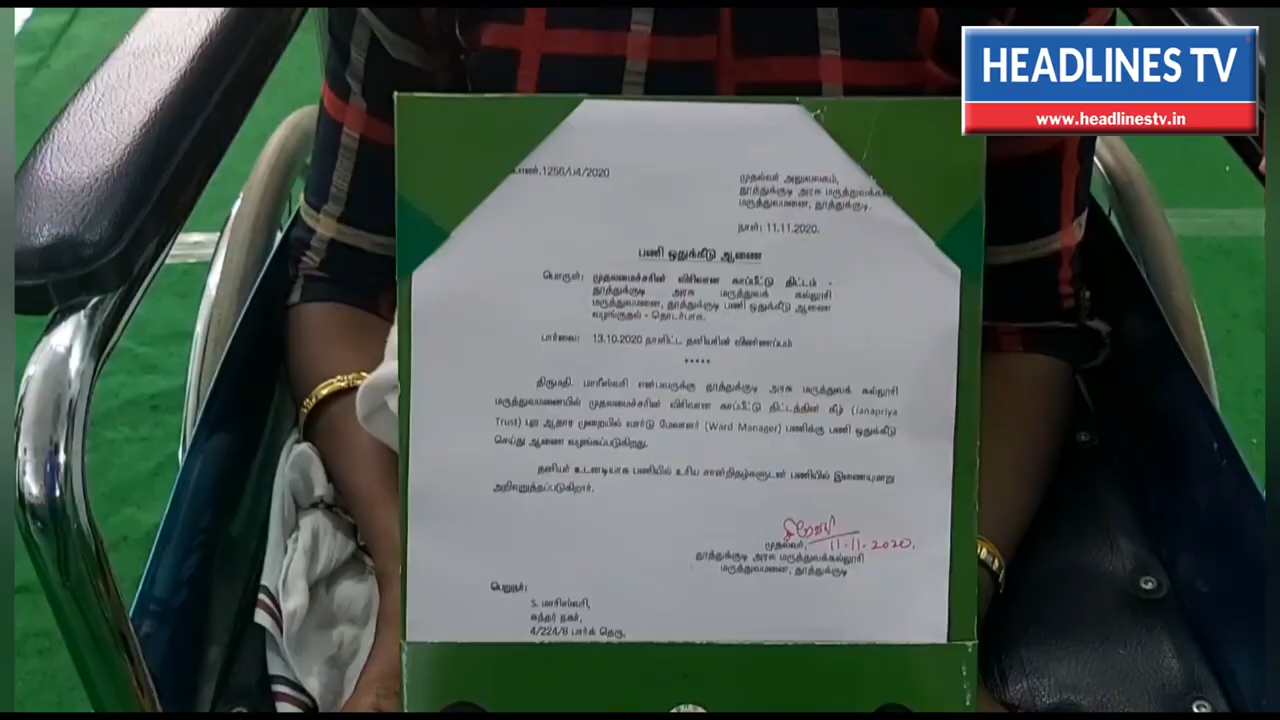 HEADLINES TV
www.headlinestv.in
எண்.1256/ப4/2020
முதல்வர் அலுவலகம்,
தூத்துக்குடி அரசு மருத்துவக்
மருத்துவமனை, தூத்துக்குடி.
நாள்: 11.11.2020.
பணி ஒதுக்கீடு ஆணை
பொருள்: முதலமைச்சரின் விரிவான காப்பீட்டு திட்டம் -
தூத்துக்குடி அரசு மருத்துவக் கல்லூரி
மருத்துவமனை, தூத்துக்குடி பணி ஒதுக்கீடு ஆணை
வழங்குதல் - தொடர்பாக.
பார்வை: 13.10.2020 நாளிட்ட தனியரின் விண்ணப்பம்
*****
திருமதி. மாரீஸ்வரி என்பவருக்கு தூத்துக்குடி அரசு மருத்துவக் கல்லூரி
மருத்துவமனையில் முதலமைச்சரின் விரிவான காப்பீட்டு திட்டத்தின் கீழ் (Janapriya
Trust) புற ஆதார முறையில் வார்டு மேலாளர் (Ward Manager) பணிக்கு பணி ஒதுக்கீடு
செய்து ஆணை வழங்கப்படுகிறது.
தனியர் உடனடியாக பணியில் உரிய சான்றிதழ்களுடன் பணியில் இணையுமாறு
அறிவுறுத்தப்படுகிறார்.
முதல்வர், 11.11.2020.
தூத்துக்குடி அரசு மருத்துவக்கல்லூரி
மருத்துவமனை, தூத்துக்குடி
பெறுநர்:
S. மாரிஸ்வரி,
சுந்தர் நகர்,
4/224/8 பார்க் தெரு,